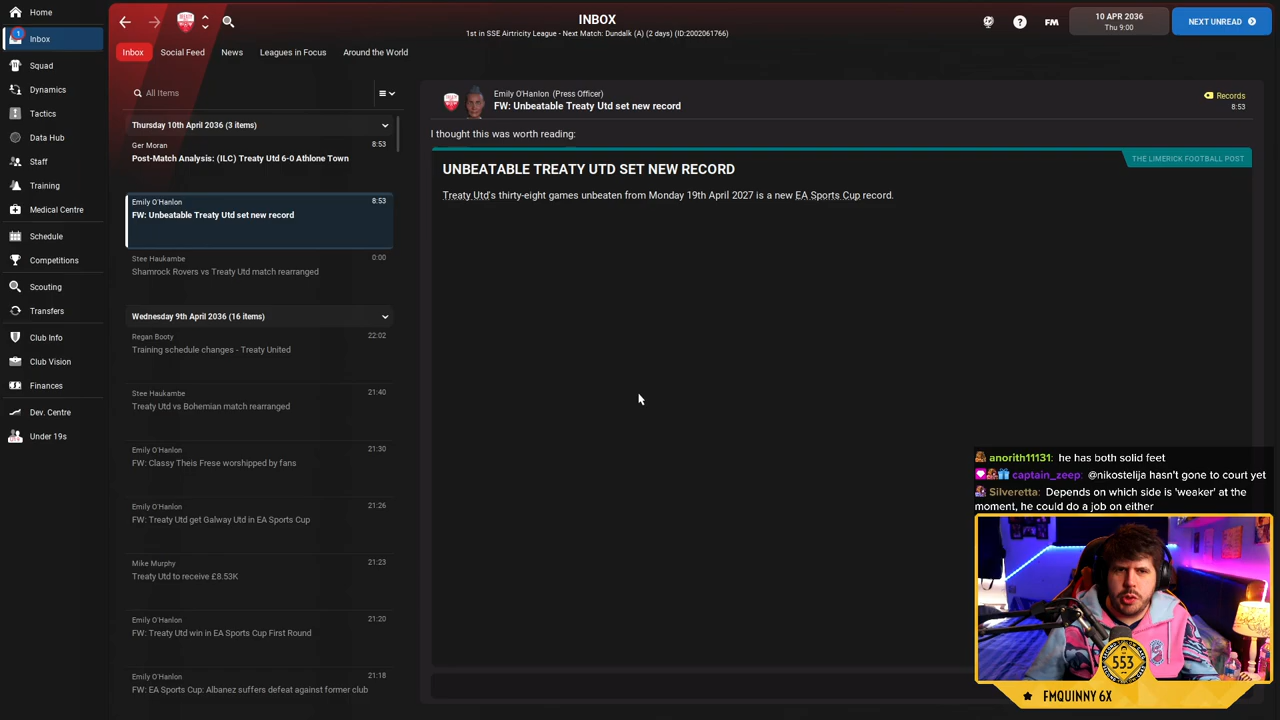 Home
INBOX
1st in SSE Airtricity League - Next Match: Dundalk (A) (2 days) (ID:2002061766)
FM
10 APR 2036
Thu 9:00
NEXT UNREAD
1
Inbox
Squad
Dynamics
Tactics
Data Hub
Staff
Training
Medical Centre
Schedule
Competitions
Scouting
Transfers
Club Info
Club Vision
Finances
Dev. Centre
Under 19s
Inbox Social Feed News Leagues in Focus Around the World
All Items
Thursday 10th April 2036 (3 items)
Ger Moran 8:53
Post-Match Analysis: (ILC) Treaty Utd 6-0 Athlone Town
Emily O'Hanlon 8:53
FW: Unbeatable Treaty Utd set new record
Stee Haukambe 0:00
Shamrock Rovers vs Treaty Utd match rearranged
Wednesday 9th April 2036 (16 items)
Regan Booty 22:02
Training schedule changes - Treaty United
Stee Haukambe 21:40
Treaty Utd vs Bohemian match rearranged
Emily O'Hanlon 21:30
FW: Classy Theis Frese worshipped by fans
Emily O'Hanlon 21:26
FW: Treaty Utd get Galway Utd in EA Sports Cup
Mike Murphy 21:23
Treaty Utd to receive £8.53K
Emily O'Hanlon 21:20
FW: Treaty Utd win in EA Sports Cup First Round
Emily O'Hanlon 21:18
FW: EA Sports Cup: Albanez suffers defeat against former club
Emily O'Hanlon (Press Officer)
FW: Unbeatable Treaty Utd set new record
Records
8:53
I thought this was worth reading:
THE LIMERICK FOOTBALL POST
UNBEATABLE TREATY UTD SET NEW RECORD
Treaty Utd's thirty-eight games unbeaten from Monday 19th April 2027 is a new EA Sports Cup record.
anorith11131: he has both solid feet
captain_zeep: @nikostelija hasn't gone to court yet
Silveretta: Depends on which side is 'weaker' at the
moment, he could do a job on either
553
FMQUINNY 6X